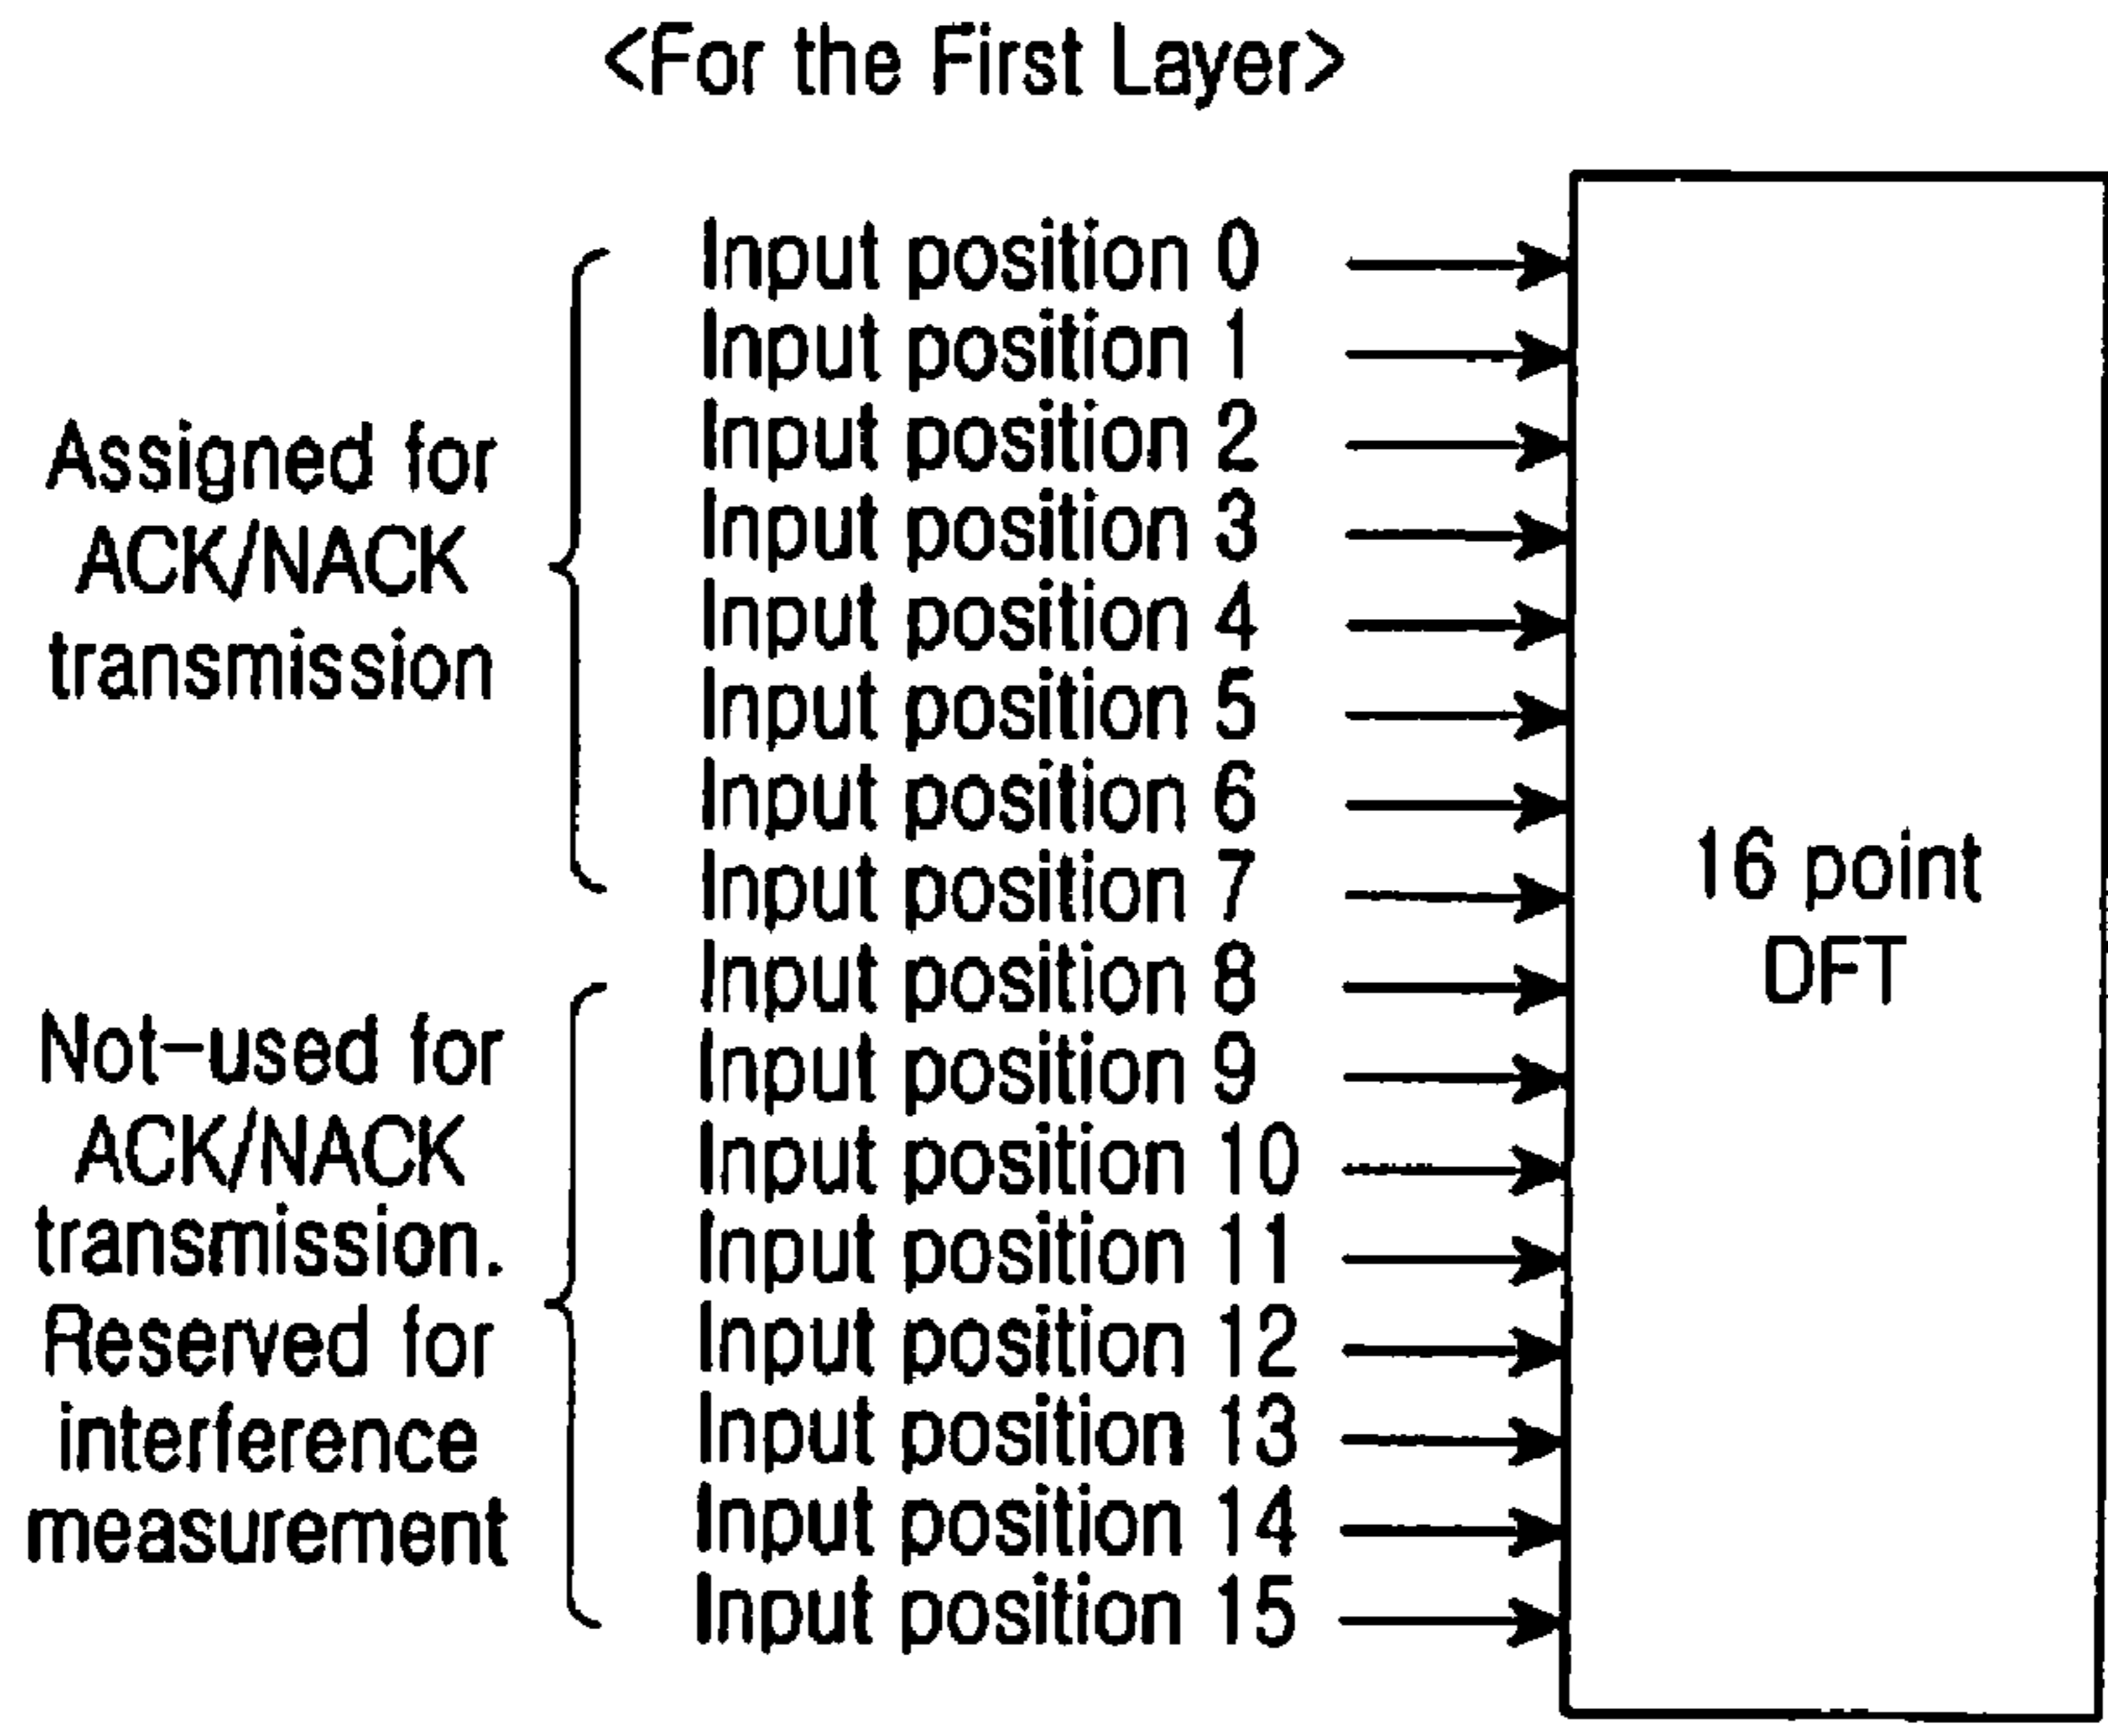 <For the First Layer>
Assigned for
ACK/NACK
transmission
Not-used for
ACK/NACK
transmission.
Reserved for
interference
measurement
Input position 0
Input position 1
Input position 2
Input position 3
Input position 4
Input position 5
Input position 6
Input position 7
Input position 8
Input position 9
Input position 10
Input position 11
Input position 12
Input position 13
Input position 14
Input position 15
16 point
DFT